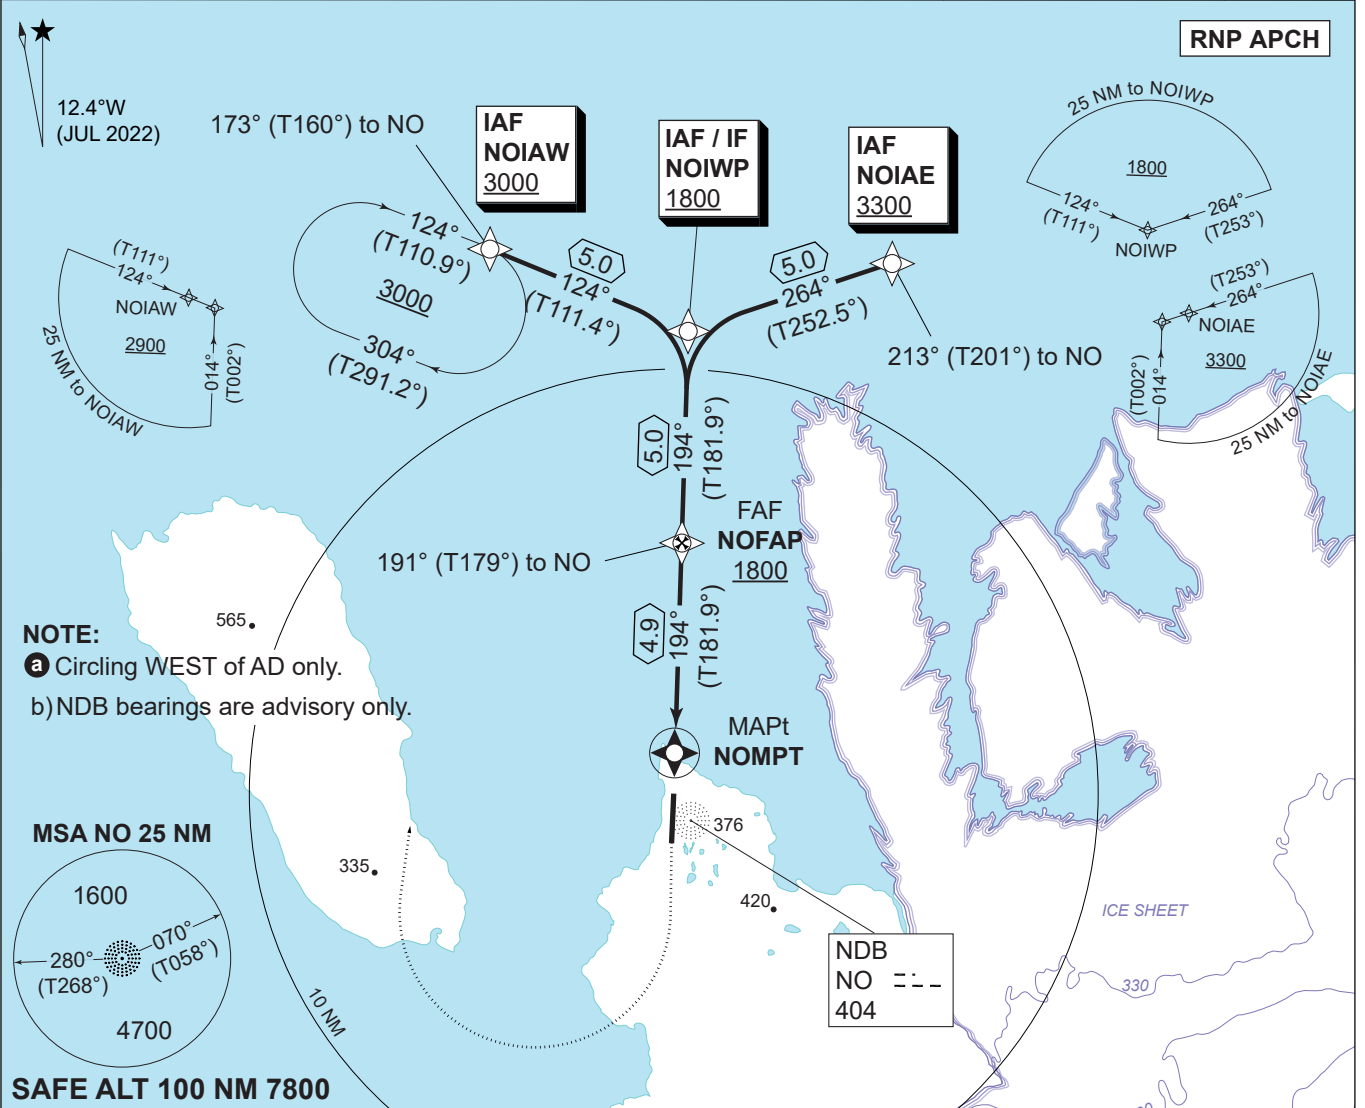 RNP APCH
12.4°W
(JUL 2022)
173° (T160°) to NO
IAF
NOIAW
3000
IAF / IF
NOIWP
1800
IAF
NOIAE
3300
25 NM to NOIWP
1800
124°
(T111°)
264°
(T253°)
NOIWP
(T111°)
124°
NOIAW
2900
014°
(T002°)
25 NM to NOIAW
124°
(T110.9°)
3000
304°
(T291.2°)
5.0
124°
(T111.4°)
5.0
264°
(T252.5°)
213° (T201°) to NO
(T253°)
264°
NOIAE
3300
(T002°)
014°
25 NM to NOIAE
5.0
194°
(T181.9°)
FAF
NOFAP
1800
191° (T179°) to NO
565
4.9
194°
(T181.9°)
NOTE:
a Circling WEST of AD only.
b) NDB bearings are advisory only.
MAPt
NOMPT
376
335
420
MSA NO 25 NM
1600
070°
(T058°)
280°
(T268°)
4700
10 NM
ICE SHEET
330
NDB
NO
404
SAFE ALT 100 NM 7800